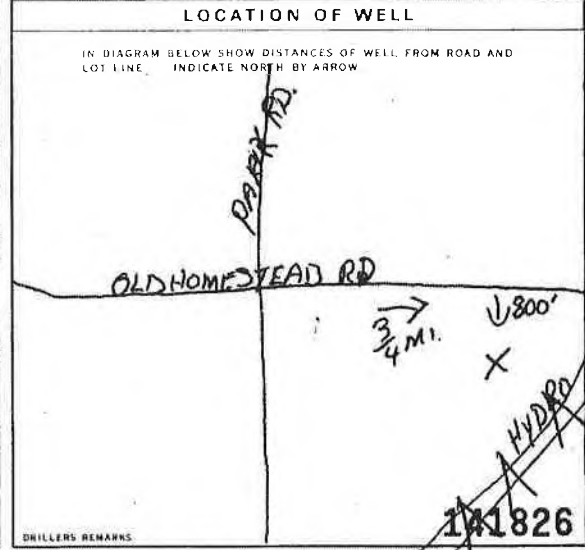 LOCATION OF WELL
IN DIAGRAM BELOW SHOW DISTANCES OF WELL FROM ROAD AND
LOT LINE. INDICATE NORTH BY ARROW.
PARK RD.
OLD HOMESTEAD RD
3/4 MI.
800'
X
HYDRO
141826
DRILLERS REMARKS